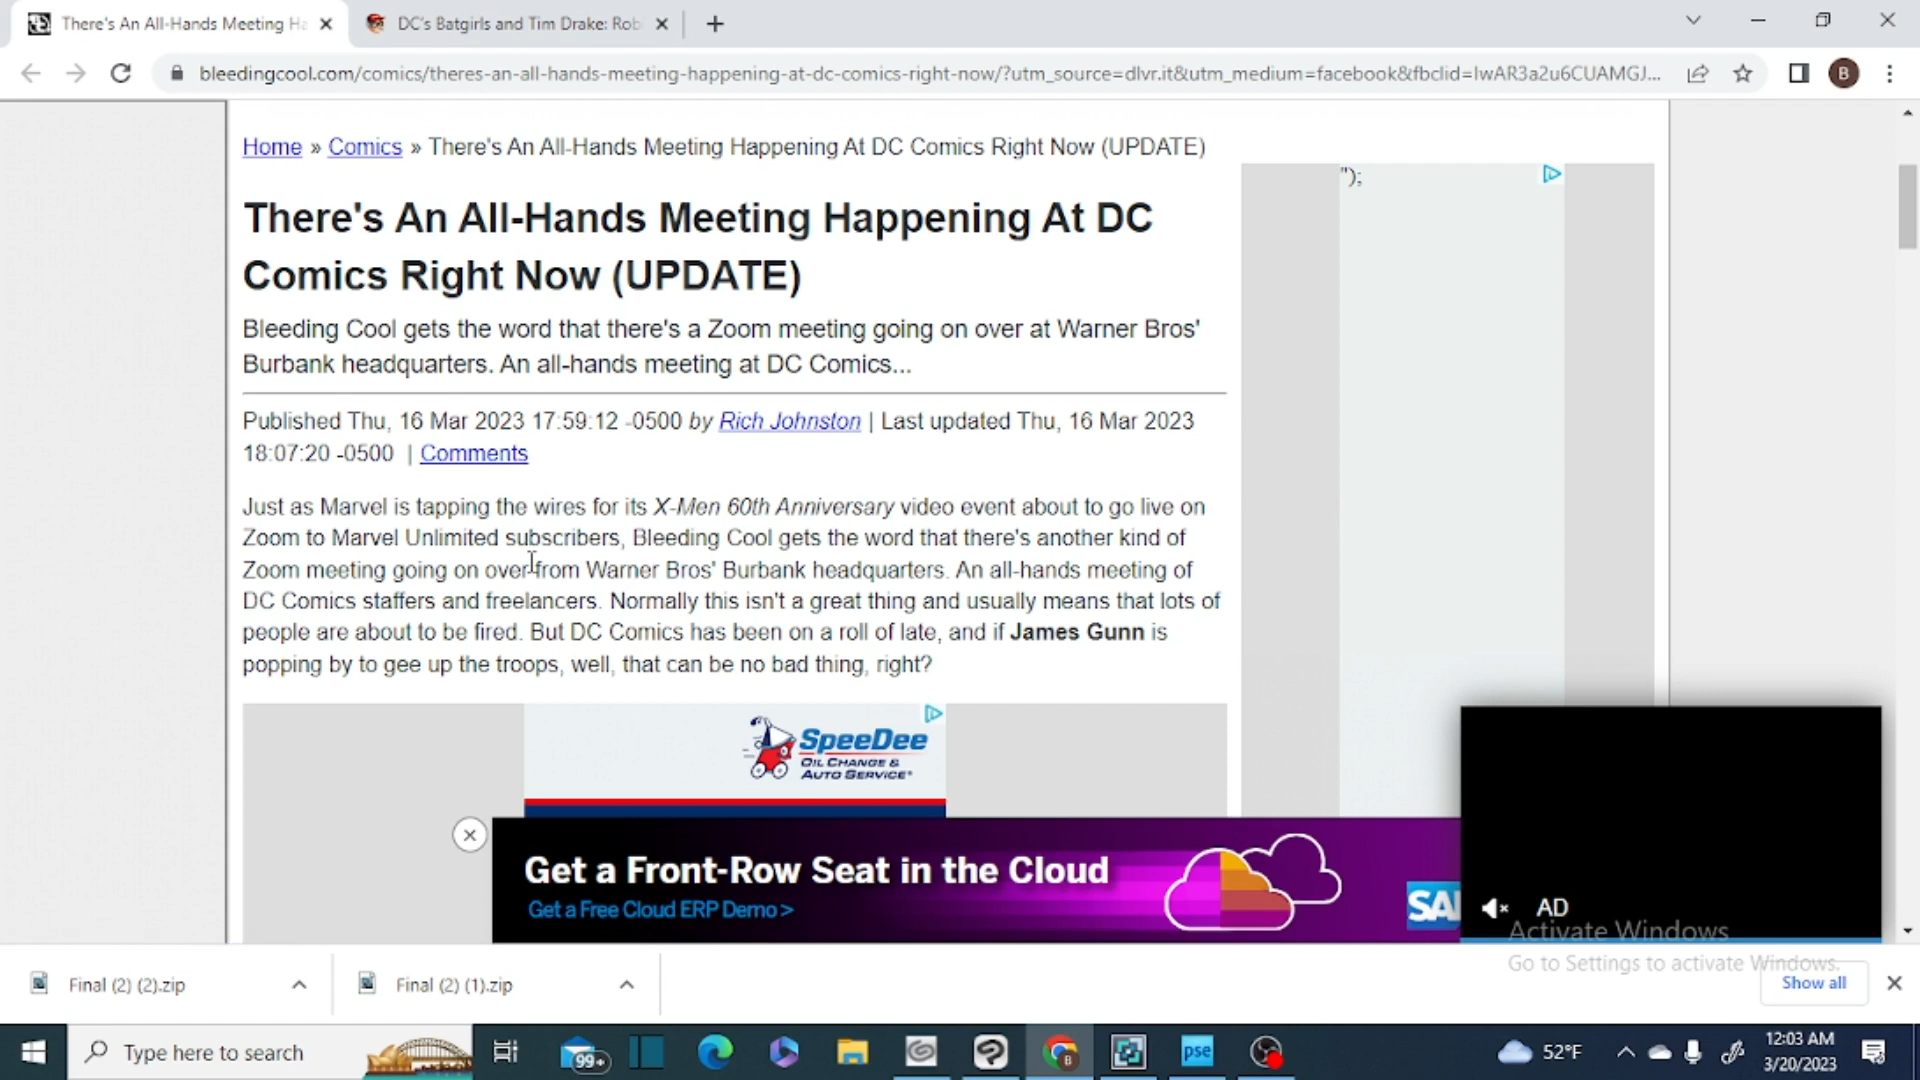 There's An All-Hands Meeting Ha
DC's Batgirls and Tim Drake: Rob
bleedingcool.com/comics/theres-an-all-hands-meeting-happening-at-dc-comics-right-now/?utm_source=dlvr.it&utm_medium=facebook&fbclid=IwAR3a2u6CUAMGJ...
B
Home » Comics » There's An All-Hands Meeting Happening At DC Comics Right Now (UPDATE)
");
There's An All-Hands Meeting Happening At DC
Comics Right Now (UPDATE)
Bleeding Cool gets the word that there's a Zoom meeting going on over at Warner Bros'
Burbank headquarters. An all-hands meeting at DC Comics...
Published Thu, 16 Mar 2023 17:59:12 -0500 by Rich Johnston | Last updated Thu, 16 Mar 2023
18:07:20 -0500 | Comments
Just as Marvel is tapping the wires for its X-Men 60th Anniversary video event about to go live on
Zoom to Marvel Unlimited subscribers, Bleeding Cool gets the word that there's another kind of
Zoom meeting going on over from Warner Bros' Burbank headquarters. An all-hands meeting of
DC Comics staffers and freelancers. Normally this isn't a great thing and usually means that lots of
people are about to be fired. But DC Comics has been on a roll of late, and if James Gunn is
popping by to gee up the troops, well, that can be no bad thing, right?
SpeeDee
OIL CHANGE &
AUTO SERVICE
Get a Front-Row Seat in the Cloud
Get a Free Cloud ERP Demo >
SA
AD
Activate Windows
Go to Settings to activate Windows.
Final (2) (2).zip
Final (2) (1).zip
Show all
Type here to search
99+
B
pse
52°F
12:03 AM
3/20/2023